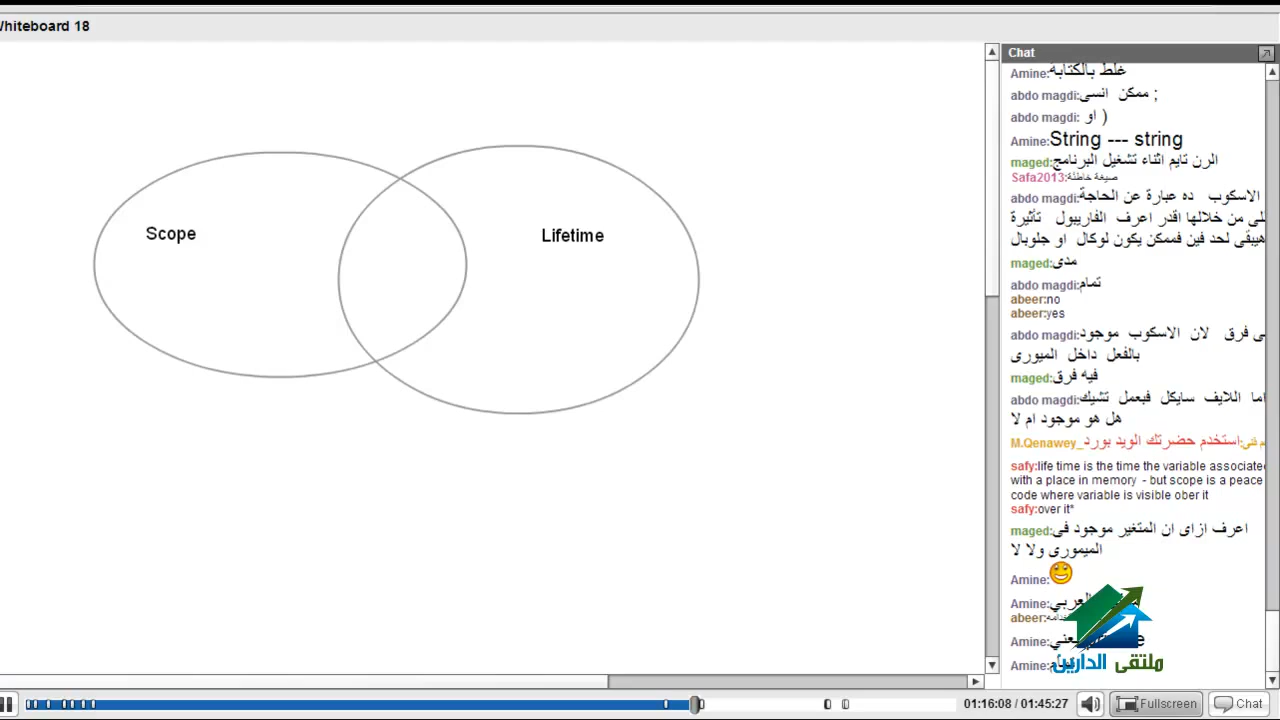 Whiteboard 18
Scope
Lifetime
Chat
Amine:غلط بالكتابة
abdo magdi:ممكن انسى ;
abdo magdi: او )
Amine:String --- string
maged:الرن تايم اثناء تشغيل البرنامج
Safa2013:صيغة خاطئة
abdo magdi:الاسكوب ده عبارة عن الحاجة
من خلالها اقدر اعرف الفاريبول تأثيرة
هيبقى لحد فين فممكن يكون لوكال او جلوبال
maged:مدى
abdo magdi:تمام
abeer:no
abeer:yes
abdo magdi:فرق لان الاسكوب موجود
بالفعل داخل الميورى
maged:فيه فرق
abdo magdi:اما اللايف سايكل فبعمل تشيك
هل هو موجود ام لا
M.Qenawey_:استخدم حضرتك الويد بورد
safy:life time is the time the variable associated
with a place in memory - but scope is a peace
code where variable is visible ober it
safy:over it*
maged:اعرف ازاى ان المتغير موجود فى
الميمورى ولا لا
Amine:
Amine:العربي
abeer:
Amine:يعني
Amine:
ملتقى الدارين
01:16:08 / 01:45:27
Fullscreen
Chat